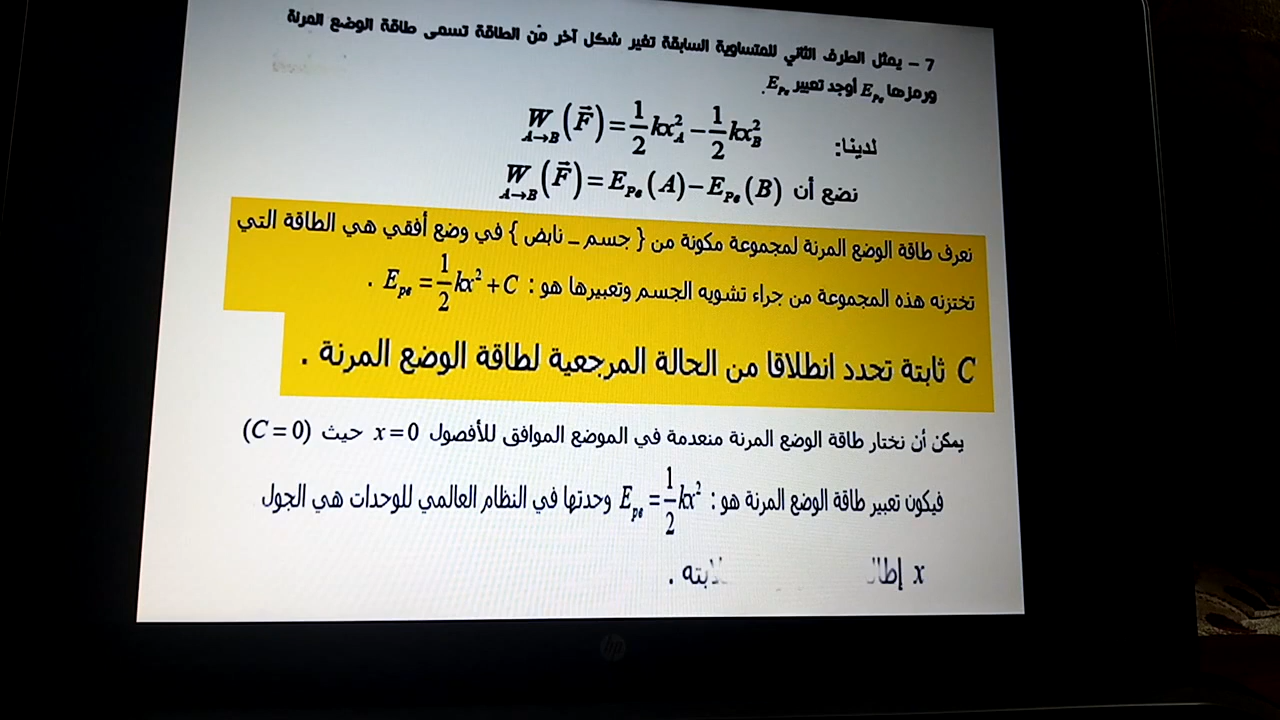 7 – يمثل الطرف الثاني للمتساوية السابقة تغير شكل آخر من الطاقة تسمى طاقة الوضع المرنة
ورمزها E_Pe أوجد تعبير E_Pe.
لدينا: W_{A→B}(F⃗) = 1/2 kx_A² − 1/2 kx_B²
نضع أن W_{A→B}(F⃗) = E_Pe(A) − E_Pe(B)
نعرف طاقة الوضع المرنة لمجموعة مكونة من { جسم – نابض } في وضع أفقي هي الطاقة التي
تختزنه هذه المجموعة من جراء تشويه الجسم وتعبيرها هو : E_pe = 1/2 kx² + C .
C ثابتة تحدد انطلاقا من الحالة المرجعية لطاقة الوضع المرنة .
يمكن أن نختار طاقة الوضع المرنة منعدمة في الموضع الموافق للأفصول x = 0 حيث (C = 0)
فيكون تعبير طاقة الوضع المرنة هو : E_pe = 1/2 kx² وحدتها في النظام العالمي للوحدات هي الجول
x
hp